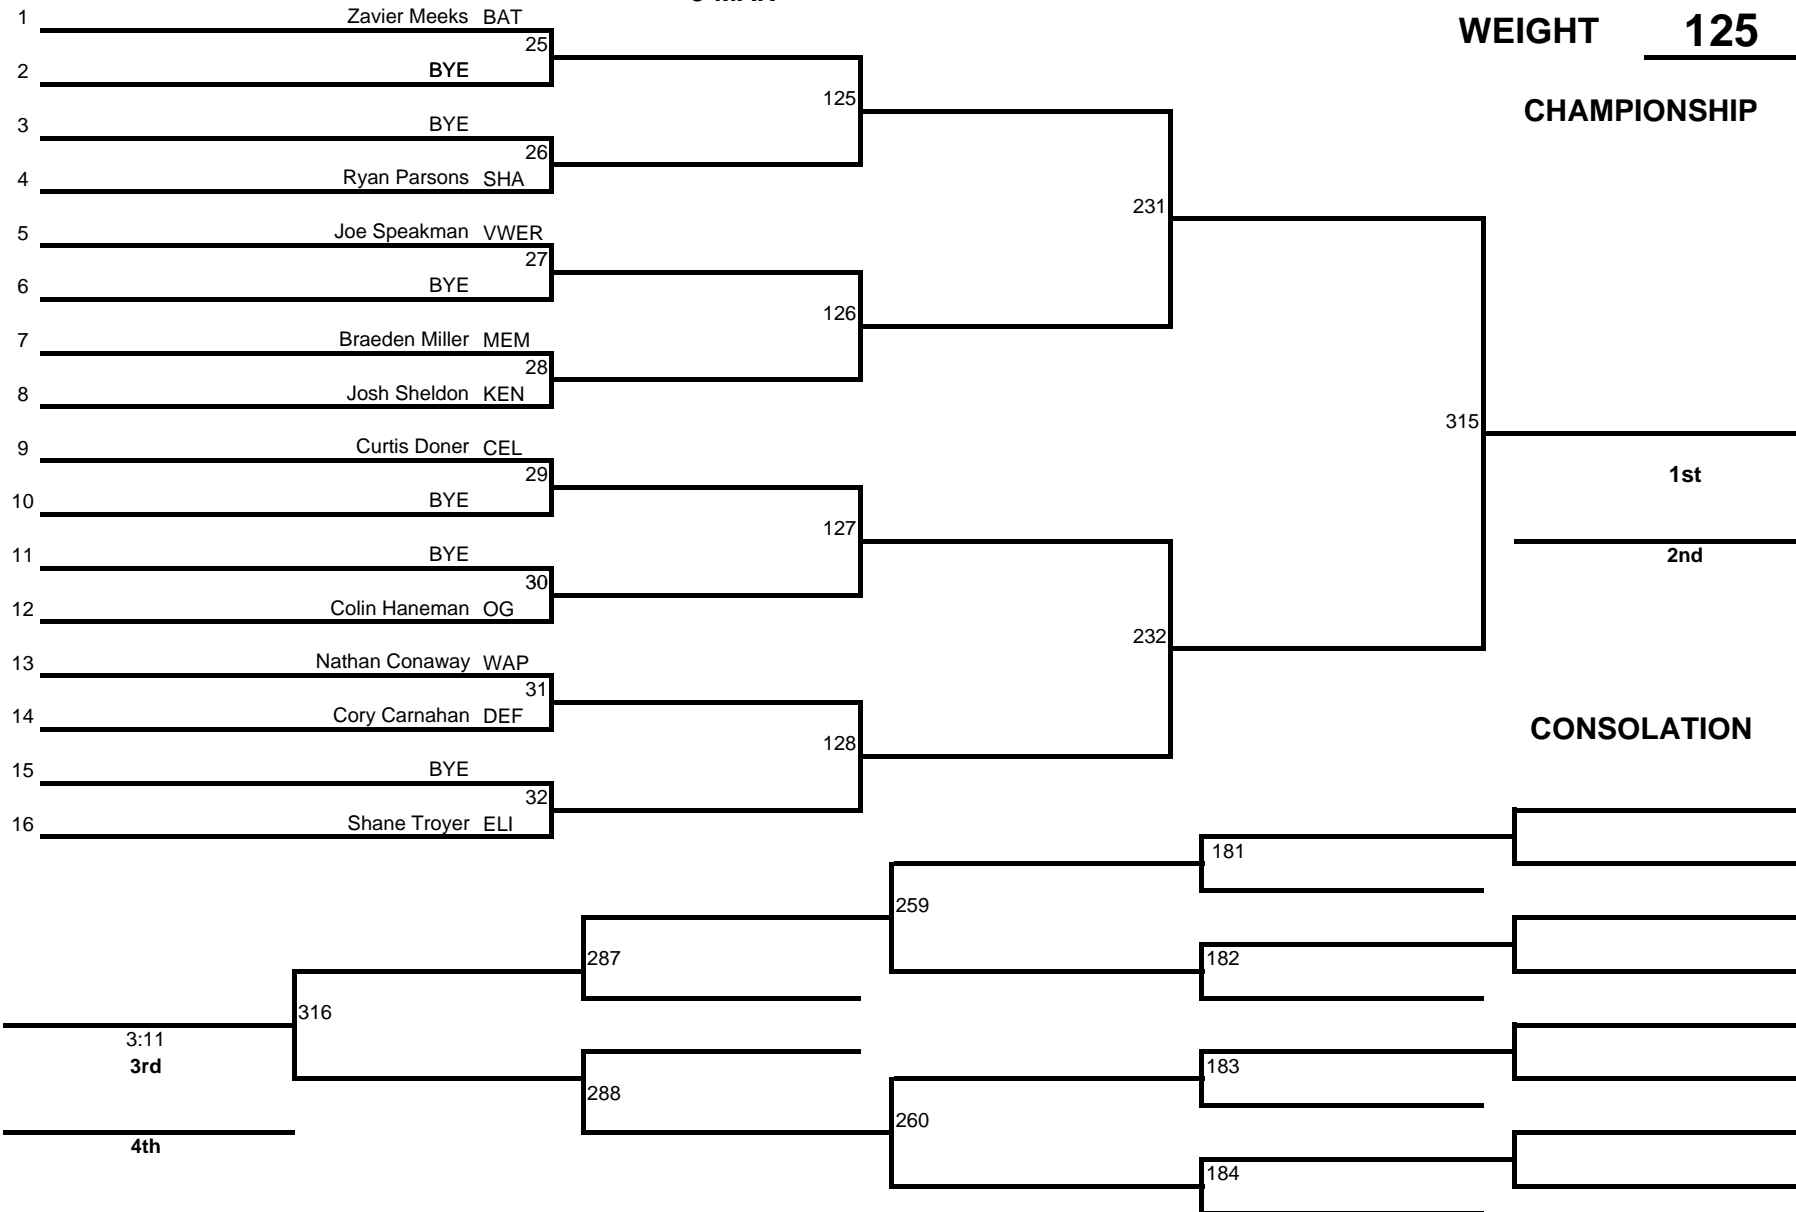 WEIGHT 125
CHAMPIONSHIP
1 Zavier Meeks BAT
25
2 BYE
125
3 BYE
26
4 Ryan Parsons SHA
231
5 Joe Speakman VWER
27
6 BYE
126
7 Braeden Miller MEM
28
8 Josh Sheldon KEN
315
9 Curtis Doner CEL
29
1st
10 BYE
127
11 BYE
2nd
30
12 Colin Haneman OG
232
13 Nathan Conaway WAP
31
14 Cory Carnahan DEF
CONSOLATION
128
15 BYE
32
16 Shane Troyer ELI
181
259
287
182
316
3:11
3rd
183
288
260
4th
184